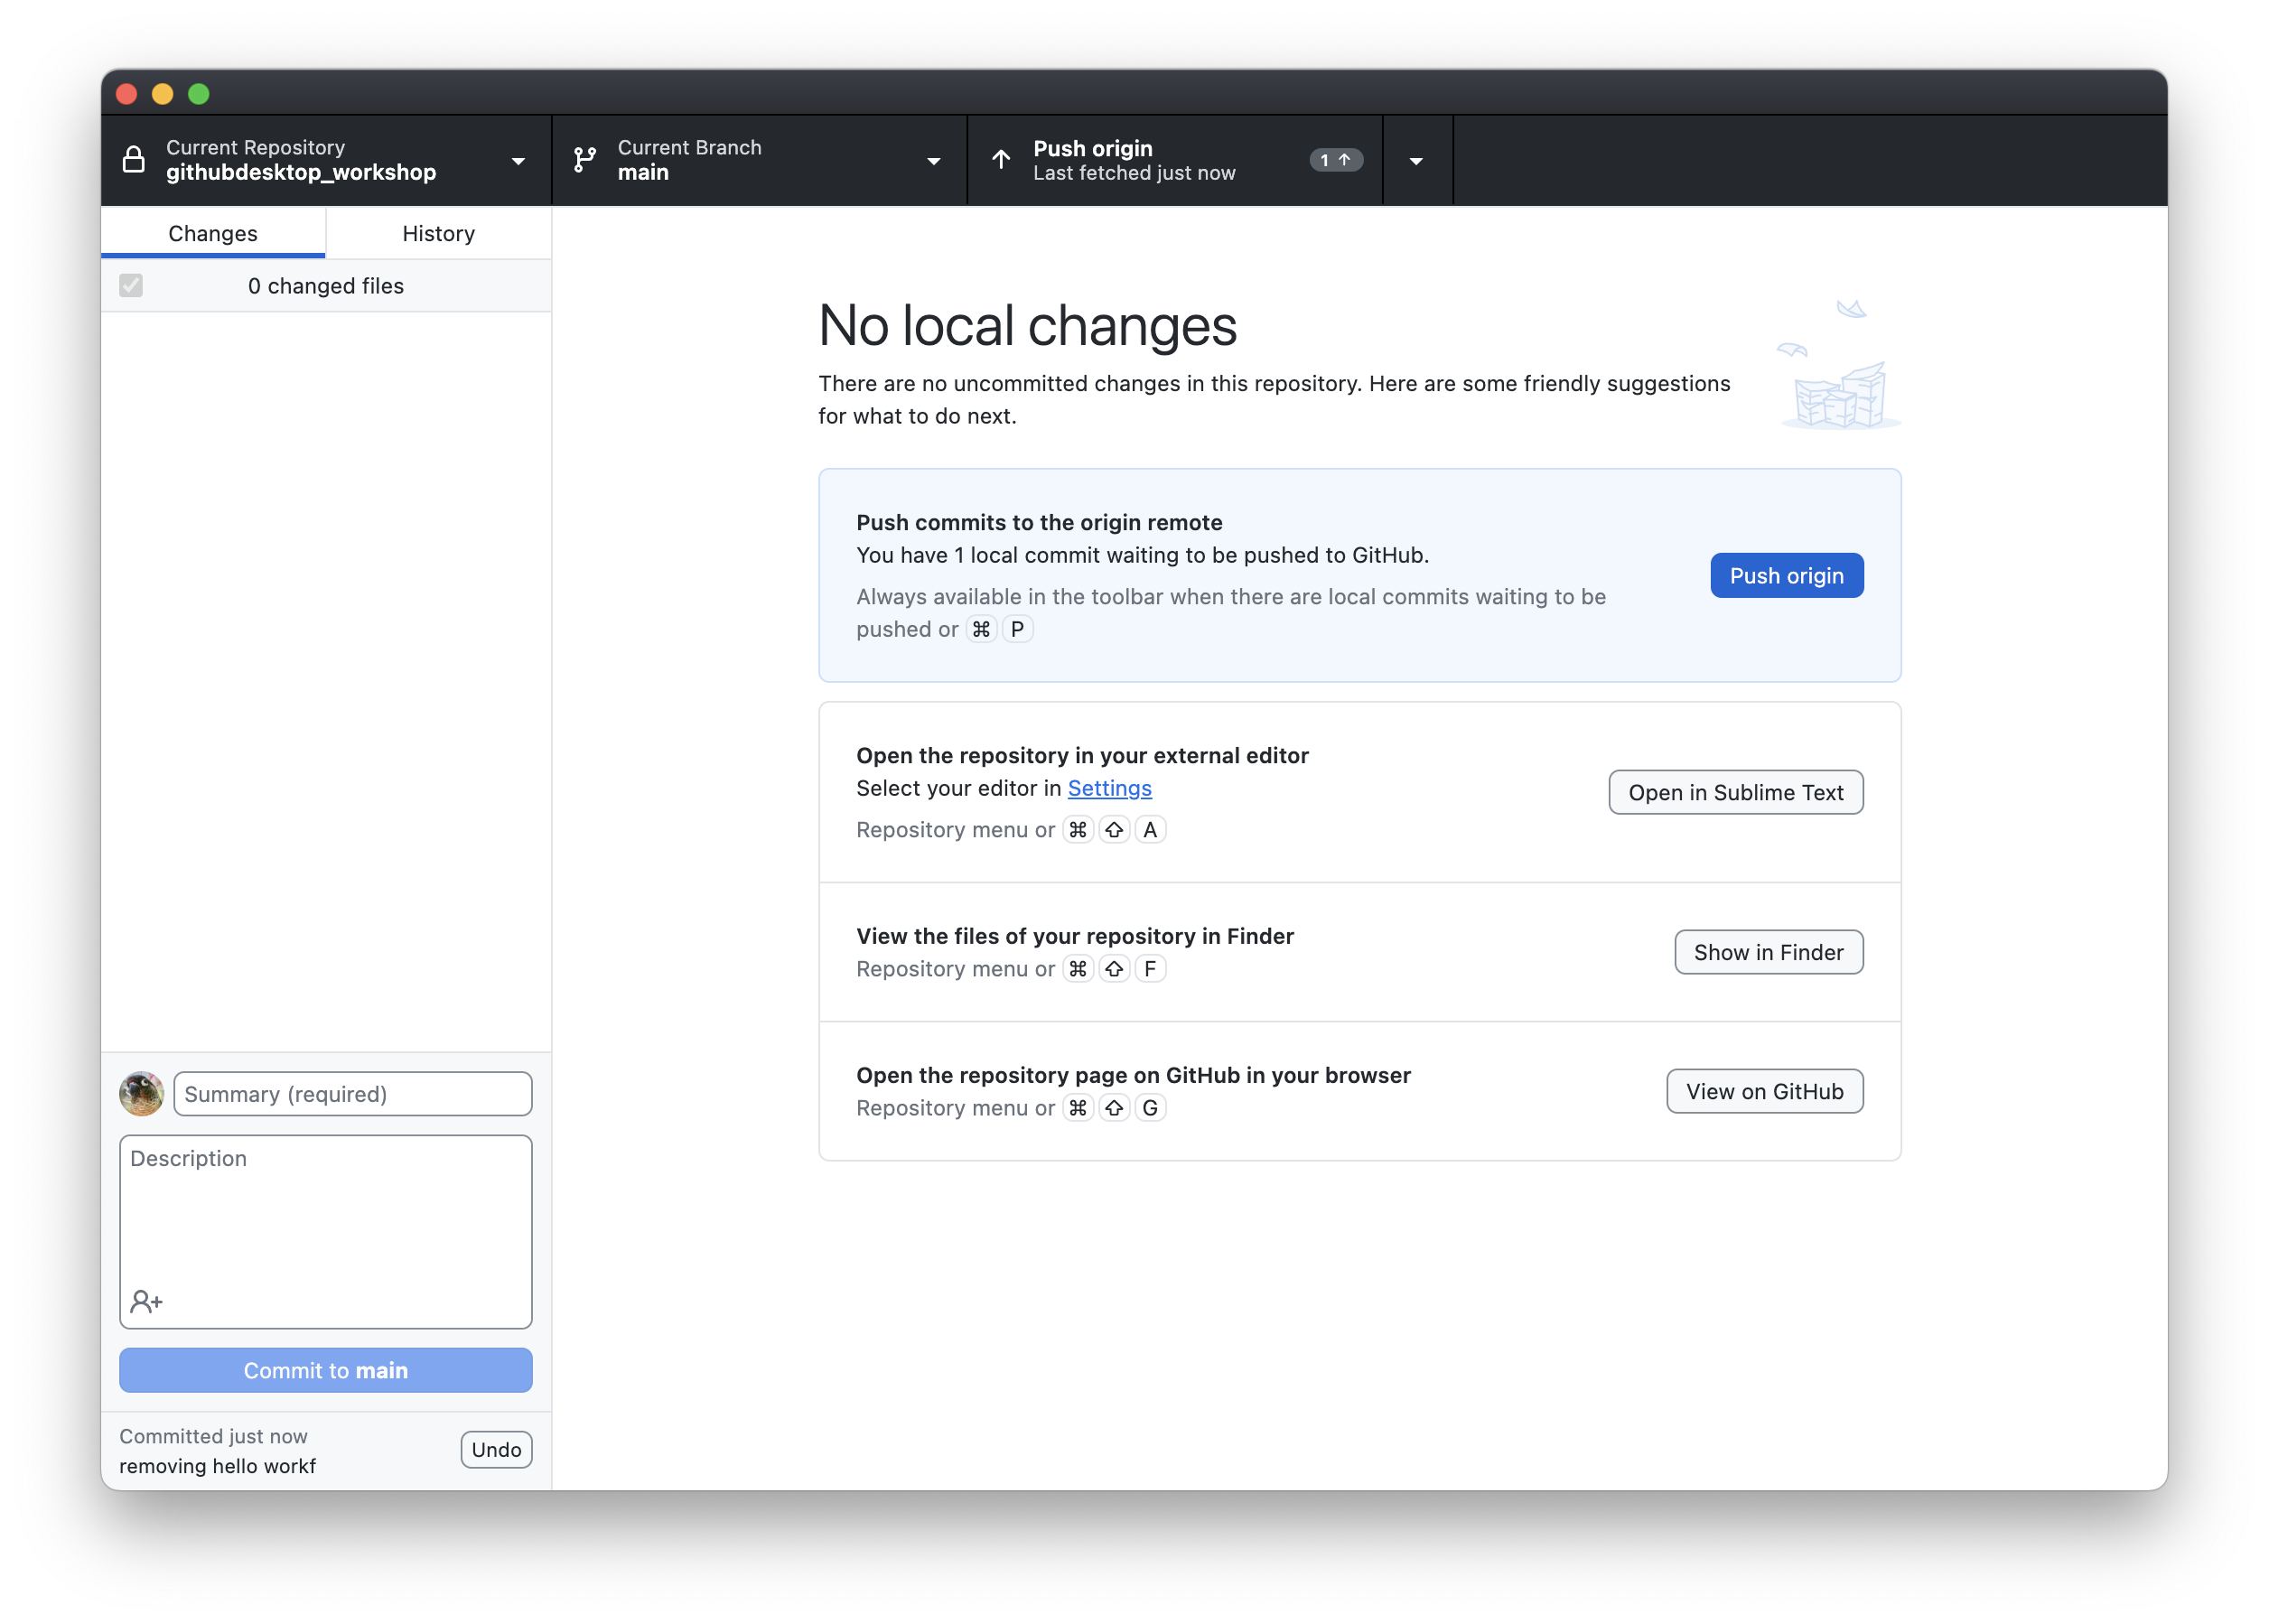 Current Repository
githubdesktop_workshop
Current Branch
main
Push origin
Last fetched just now
1 ↑
Changes
History
0 changed files
No local changes
There are no uncommitted changes in this repository. Here are some friendly suggestions
for what to do next.
Push commits to the origin remote
You have 1 local commit waiting to be pushed to GitHub.
Always available in the toolbar when there are local commits waiting to be
pushed or ⌘ P
Push origin
Open the repository in your external editor
Select your editor in Settings
Repository menu or ⌘ ⇧ A
Open in Sublime Text
View the files of your repository in Finder
Repository menu or ⌘ ⇧ F
Show in Finder
Open the repository page on GitHub in your browser
Repository menu or ⌘ ⇧ G
View on GitHub
Summary (required)
Description
Commit to main
Committed just now
removing hello workf
Undo